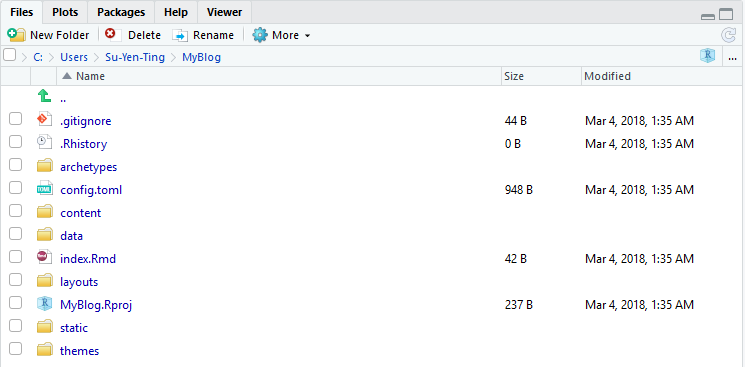 Files Plots Packages Help Viewer
New Folder Delete Rename More
C: Users Su-Yen-Ting MyBlog ...
Name Size Modified
..
.gitignore 44 B Mar 4, 2018, 1:35 AM
.Rhistory 0 B Mar 4, 2018, 1:35 AM
archetypes
TOML config.toml 948 B Mar 4, 2018, 1:35 AM
content
data
Rmd index.Rmd 42 B Mar 4, 2018, 1:35 AM
layouts
R MyBlog.Rproj 237 B Mar 4, 2018, 1:35 AM
static
themes